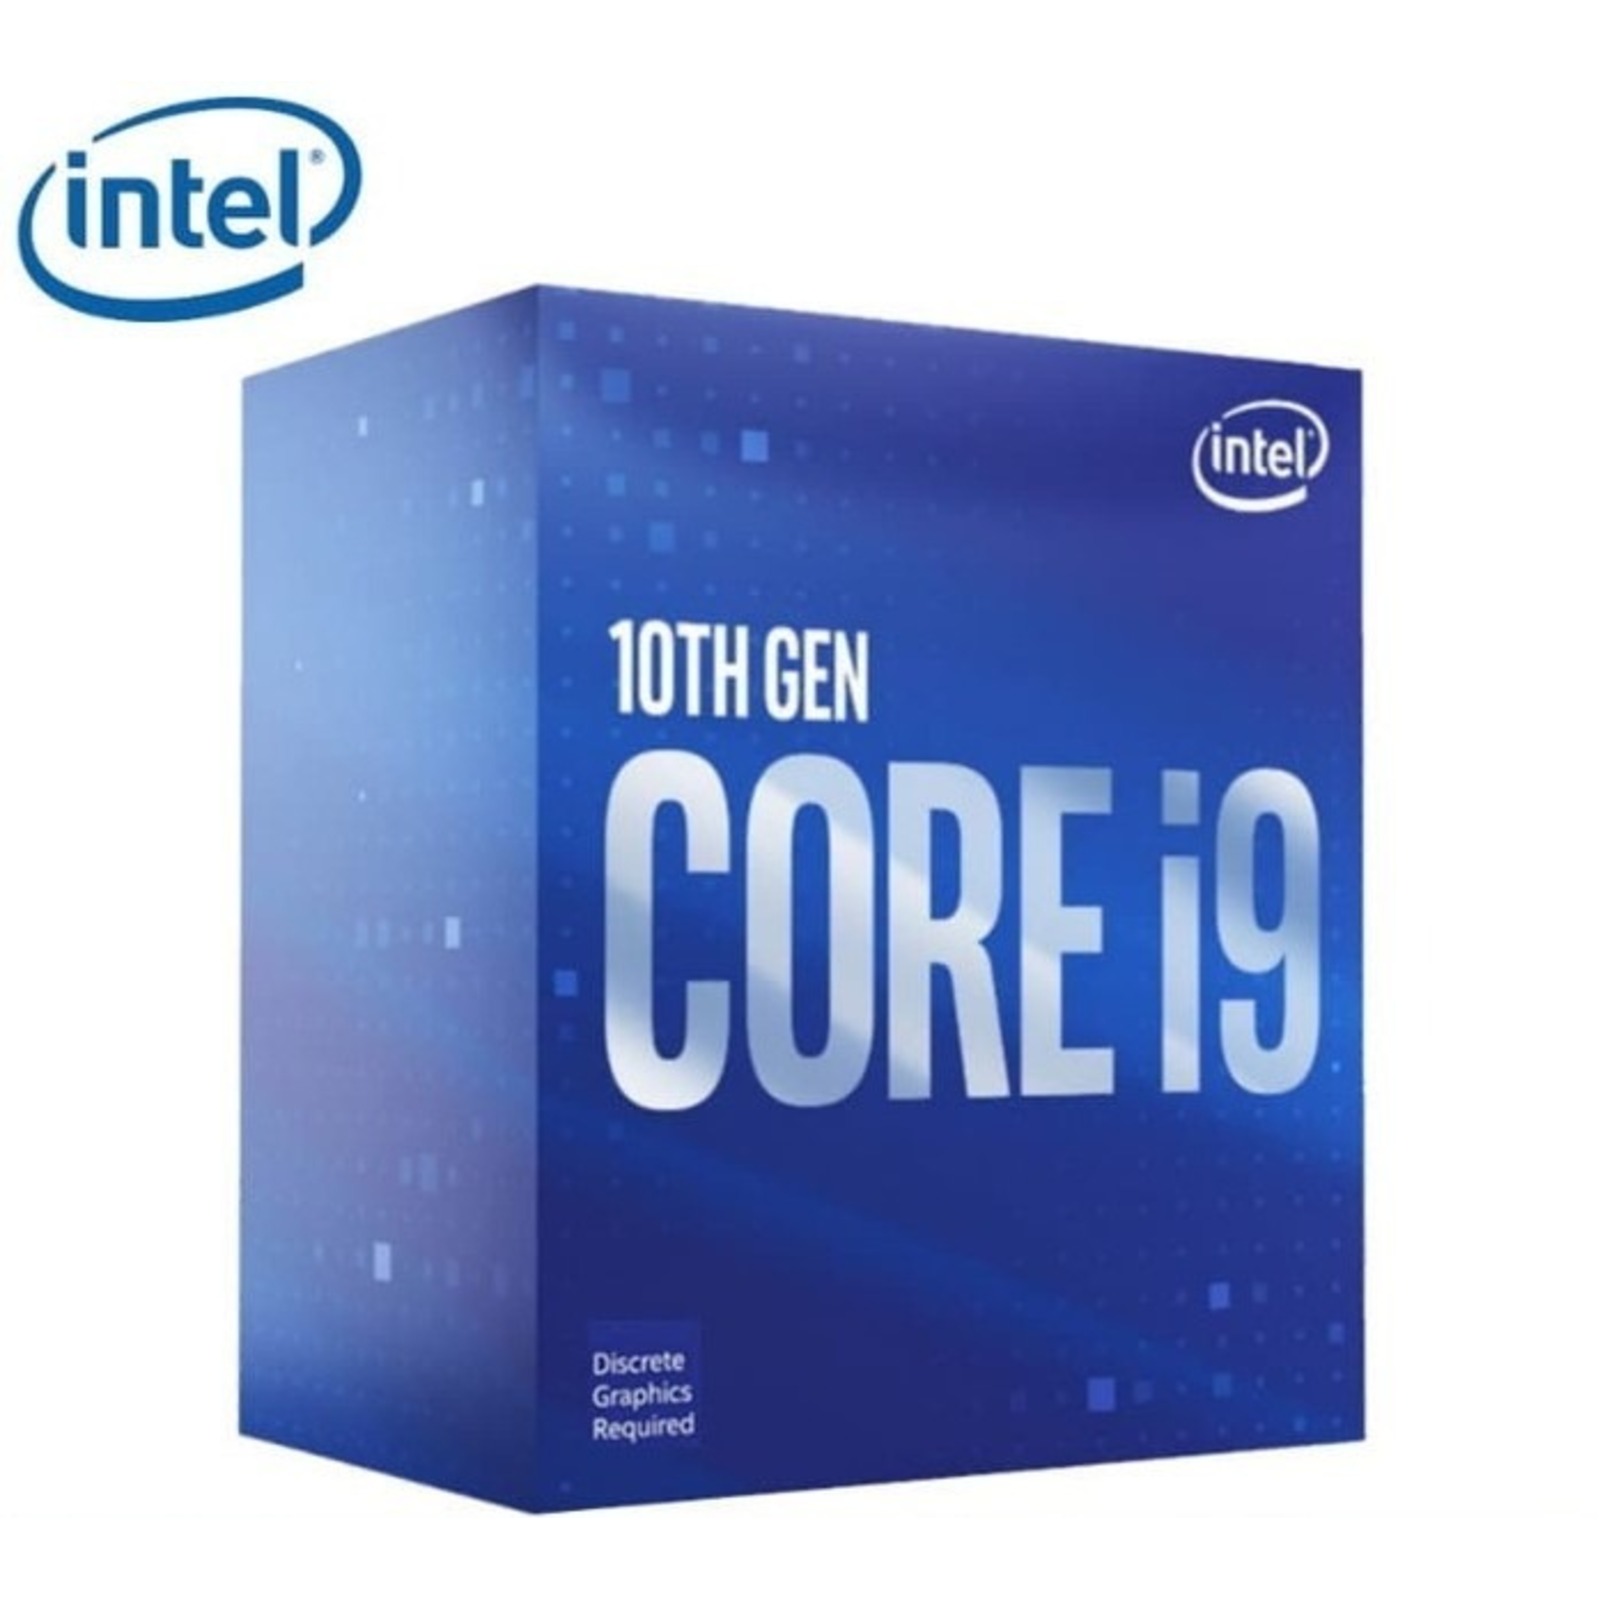 intel®
intel
10TH GEN
CORE i9
Discrete
Graphics
Required